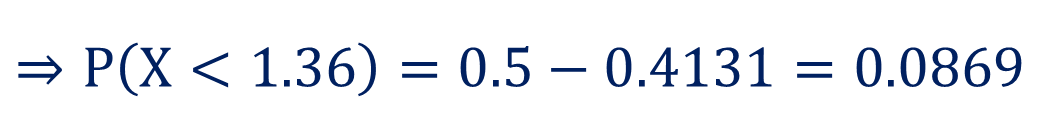 ⇒ P(X < 1.36) = 0.5 − 0.4131 = 0.0869